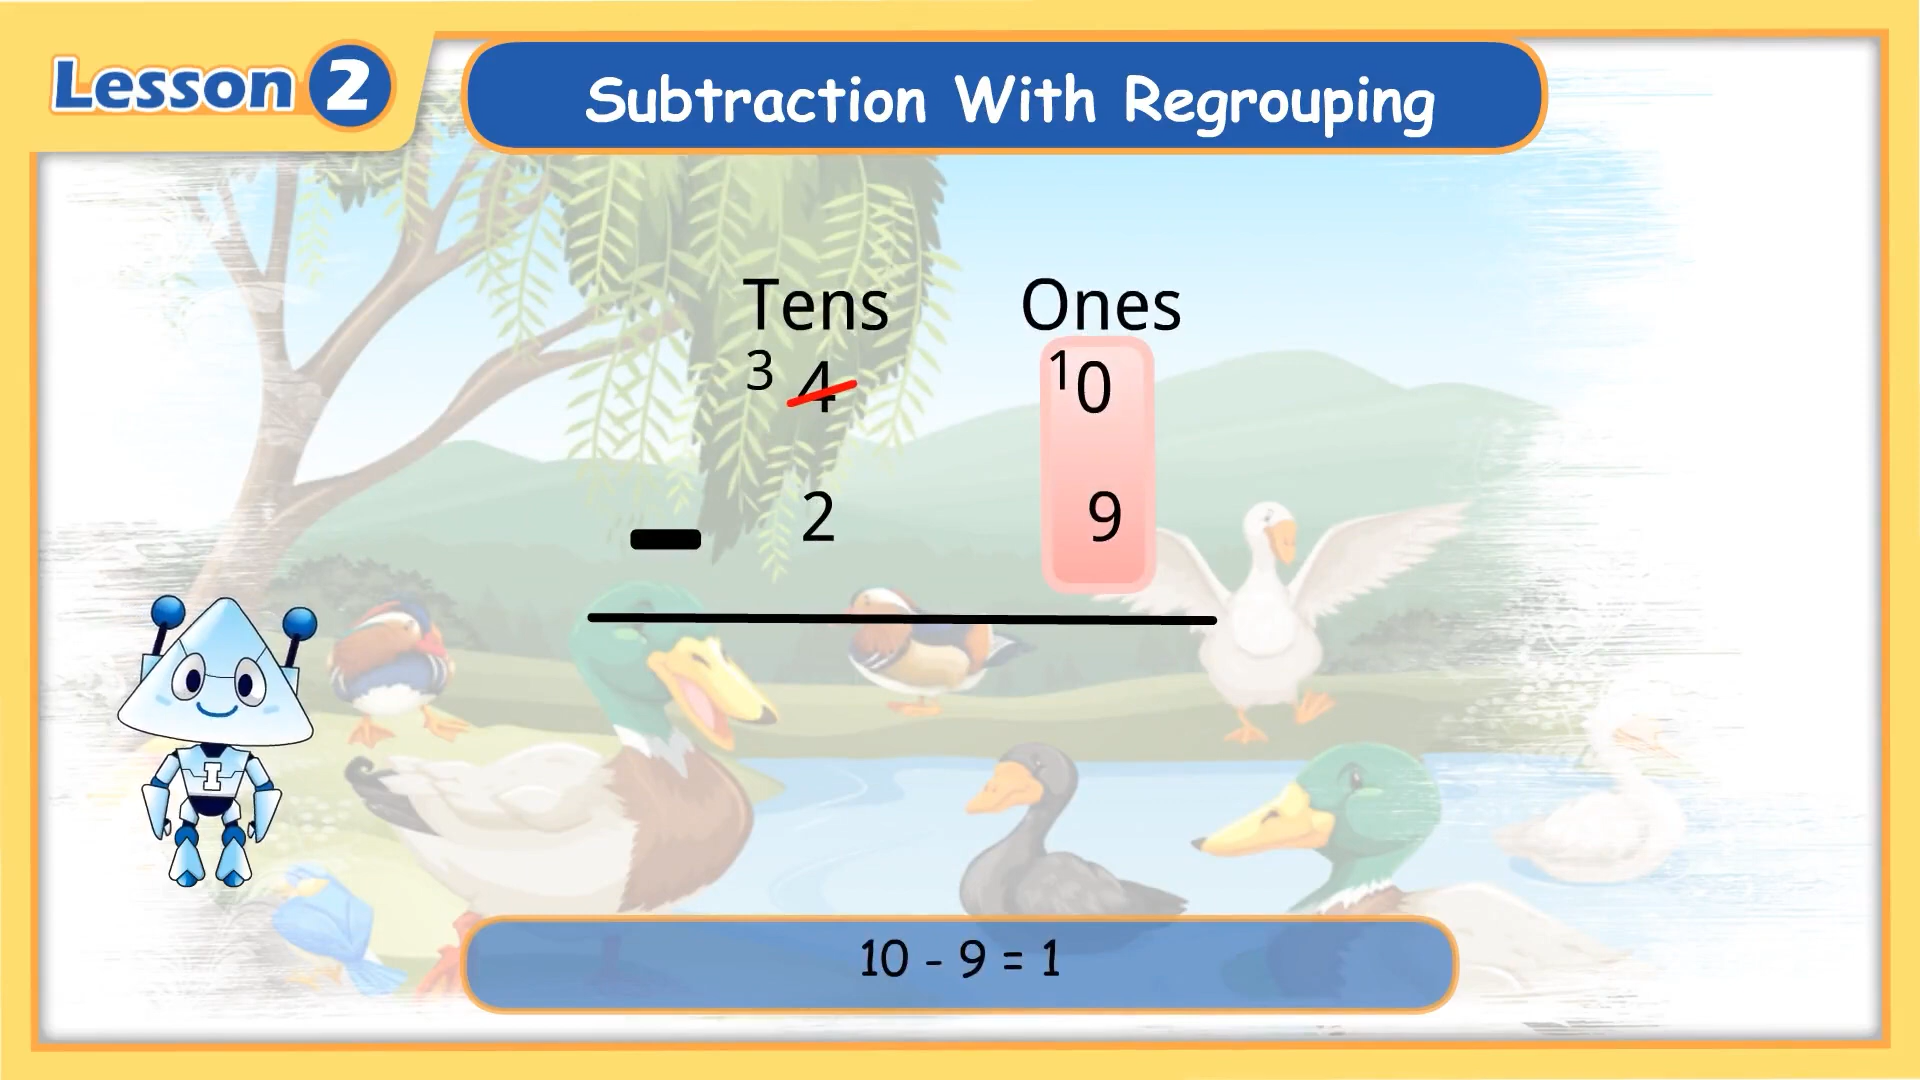 Lesson 2
Subtraction With Regrouping
Tens Ones
3 4 10
- 2 9
10 - 9 = 1
I